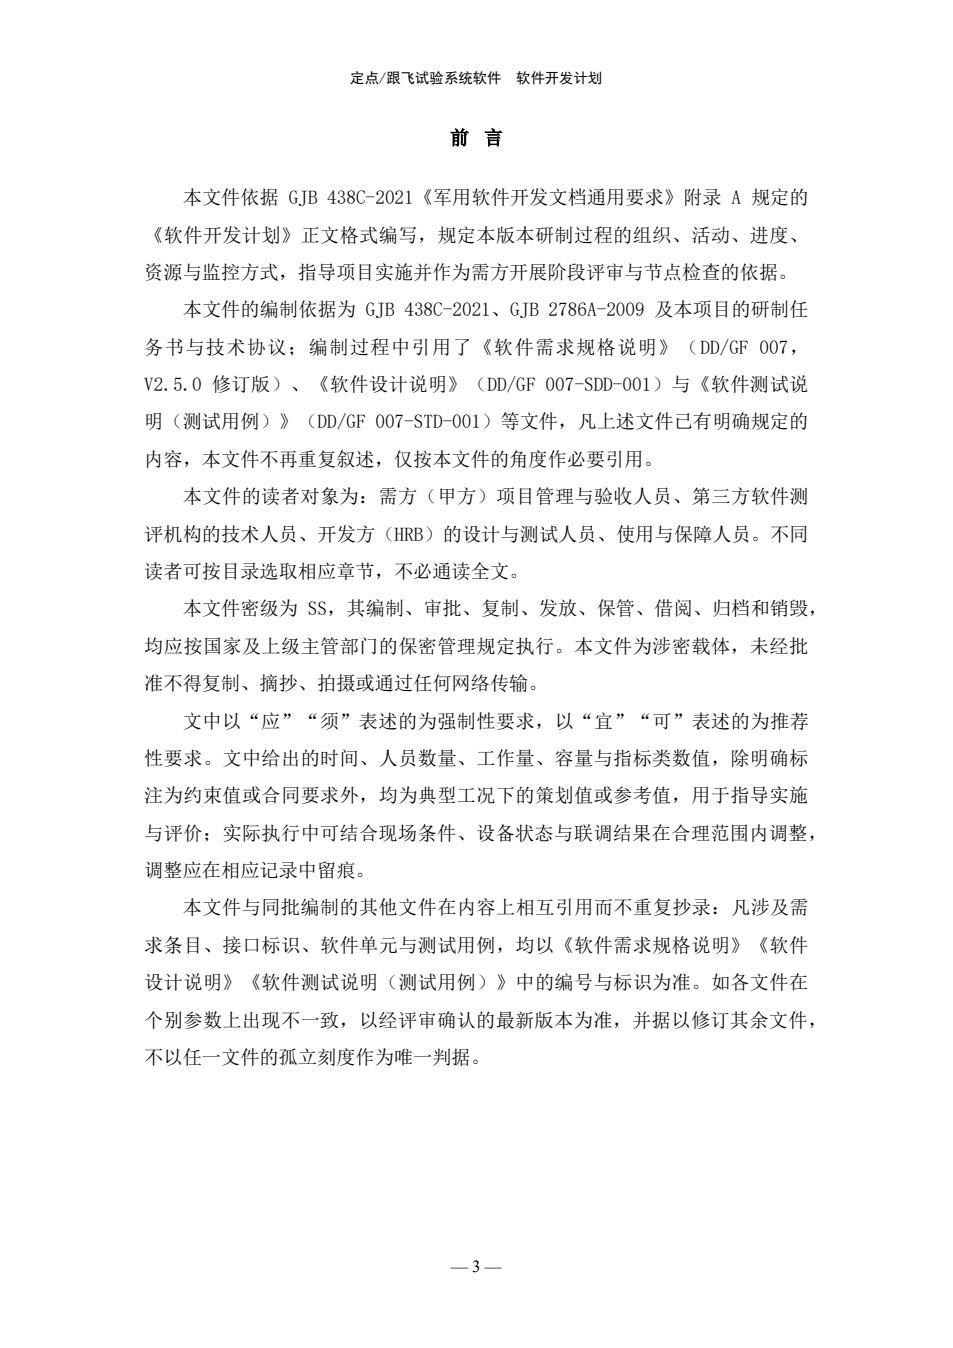 定点/跟飞试验系统软件　软件开发计划
前 言
本文件依据 GJB 438C-2021《军用软件开发文档通用要求》附录 A 规定的
《软件开发计划》正文格式编写，规定本版本研制过程的组织、活动、进度、
资源与监控方式，指导项目实施并作为需方开展阶段评审与节点检查的依据。
本文件的编制依据为 GJB 438C-2021、GJB 2786A-2009 及本项目的研制任
务书与技术协议；编制过程中引用了《软件需求规格说明》（DD/GF 007，
V2.5.0 修订版）、《软件设计说明》（DD/GF 007-SDD-001）与《软件测试说
明（测试用例）》（DD/GF 007-STD-001）等文件，凡上述文件已有明确规定的
内容，本文件不再重复叙述，仅按本文件的角度作必要引用。
本文件的读者对象为：需方（甲方）项目管理与验收人员、第三方软件测
评机构的技术人员、开发方（HRB）的设计与测试人员、使用与保障人员。不同
读者可按目录选取相应章节，不必通读全文。
本文件密级为 SS，其编制、审批、复制、发放、保管、借阅、归档和销毁，
均应按国家及上级主管部门的保密管理规定执行。本文件为涉密载体，未经批
准不得复制、摘抄、拍摄或通过任何网络传输。
文中以“应”“须”表述的为强制性要求，以“宜”“可”表述的为推荐
性要求。文中给出的时间、人员数量、工作量、容量与指标类数值，除明确标
注为约束值或合同要求外，均为典型工况下的策划值或参考值，用于指导实施
与评价；实际执行中可结合现场条件、设备状态与联调结果在合理范围内调整，
调整应在相应记录中留痕。
本文件与同批编制的其他文件在内容上相互引用而不重复抄录：凡涉及需
求条目、接口标识、软件单元与测试用例，均以《软件需求规格说明》《软件
设计说明》《软件测试说明（测试用例）》中的编号与标识为准。如各文件在
个别参数上出现不一致，以经评审确认的最新版本为准，并据以修订其余文件，
不以任一文件的孤立刻度作为唯一判据。
— 3 —